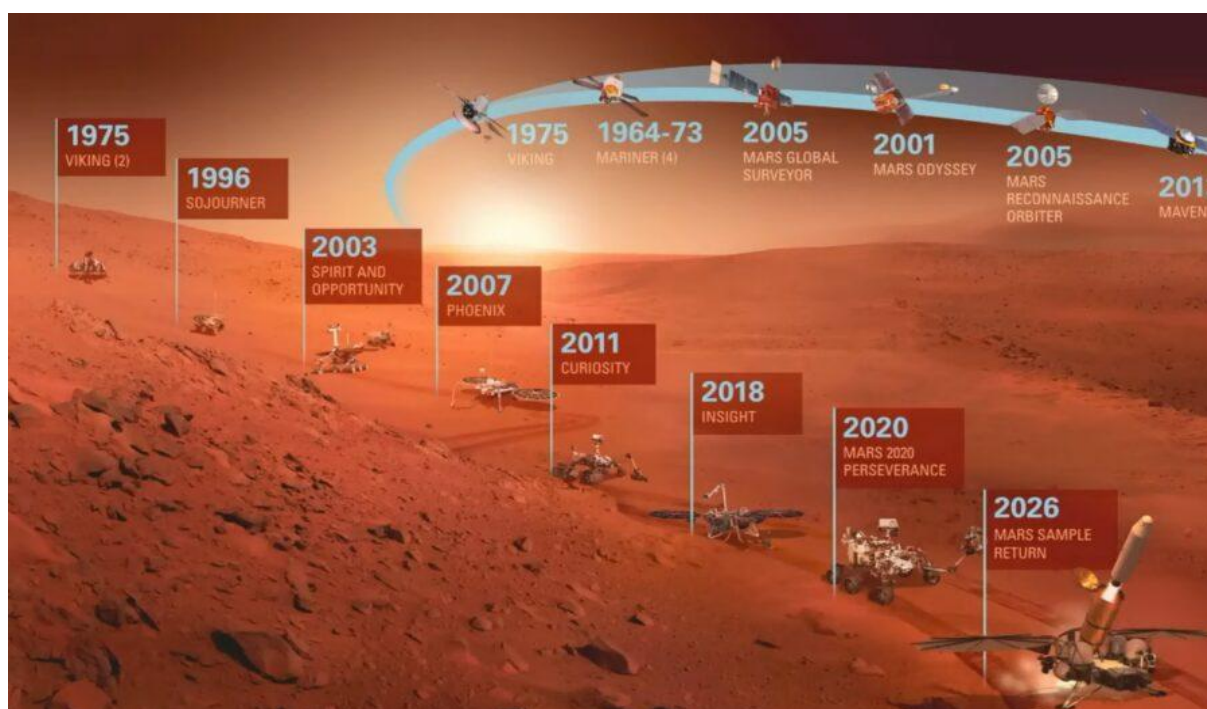 1975
VIKING (2)
1996
SOJOURNER
2003
SPIRIT AND
OPPORTUNITY
2007
PHOENIX
2011
CURIOSITY
2018
INSIGHT
2020
MARS 2020
PERSEVERANCE
2026
MARS SAMPLE
RETURN
1975
VIKING
1964-73
MARINER (4)
2005
MARS GLOBAL
SURVEYOR
2001
MARS ODYSSEY
2005
MARS
RECONNAISSANCE
ORBITER
201
MAVEN